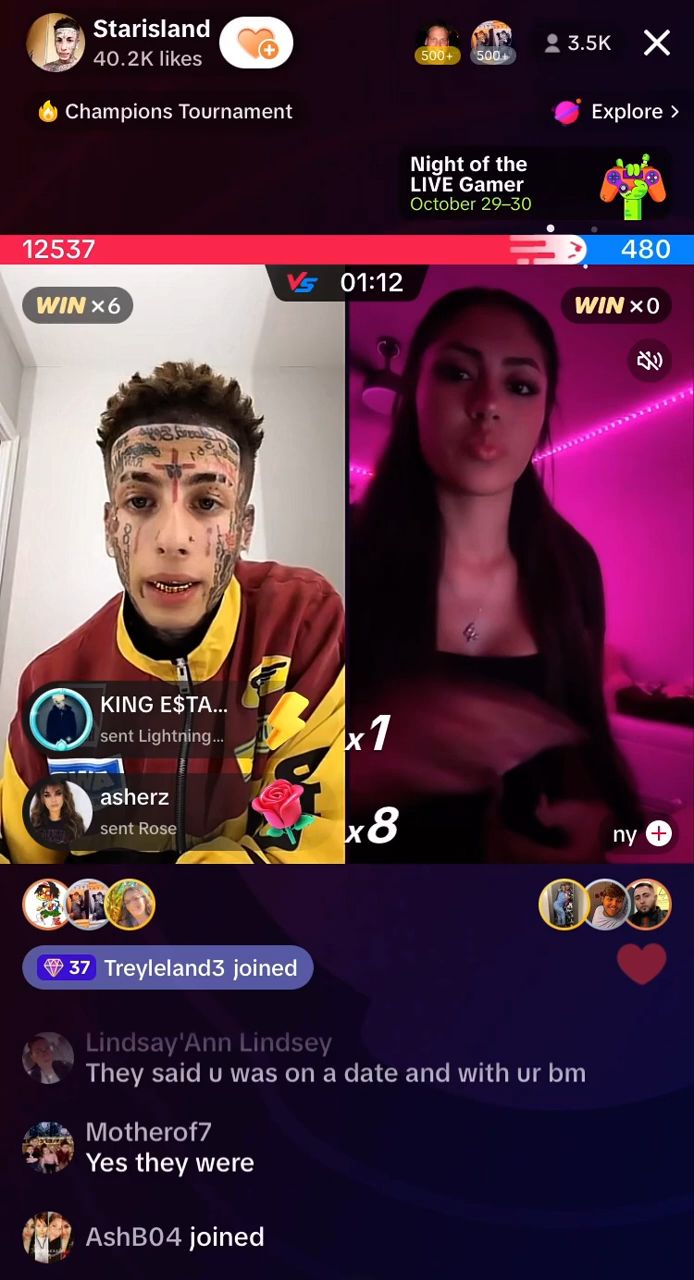 Starisland
40.2K likes
500+
500+
3.5K
Champions Tournament
Explore
Night of the
LIVE Gamer
October 29–30
12537
480
VS
01:12
WIN ×6
WIN ×0
KING E$TA...
sent Lightning...
x1
asherz
sent Rose
x8
ny
37
Treyleland3 joined
Lindsay'Ann Lindsey
They said u was on a date and with ur bm
Motherof7
Yes they were
AshB04 joined